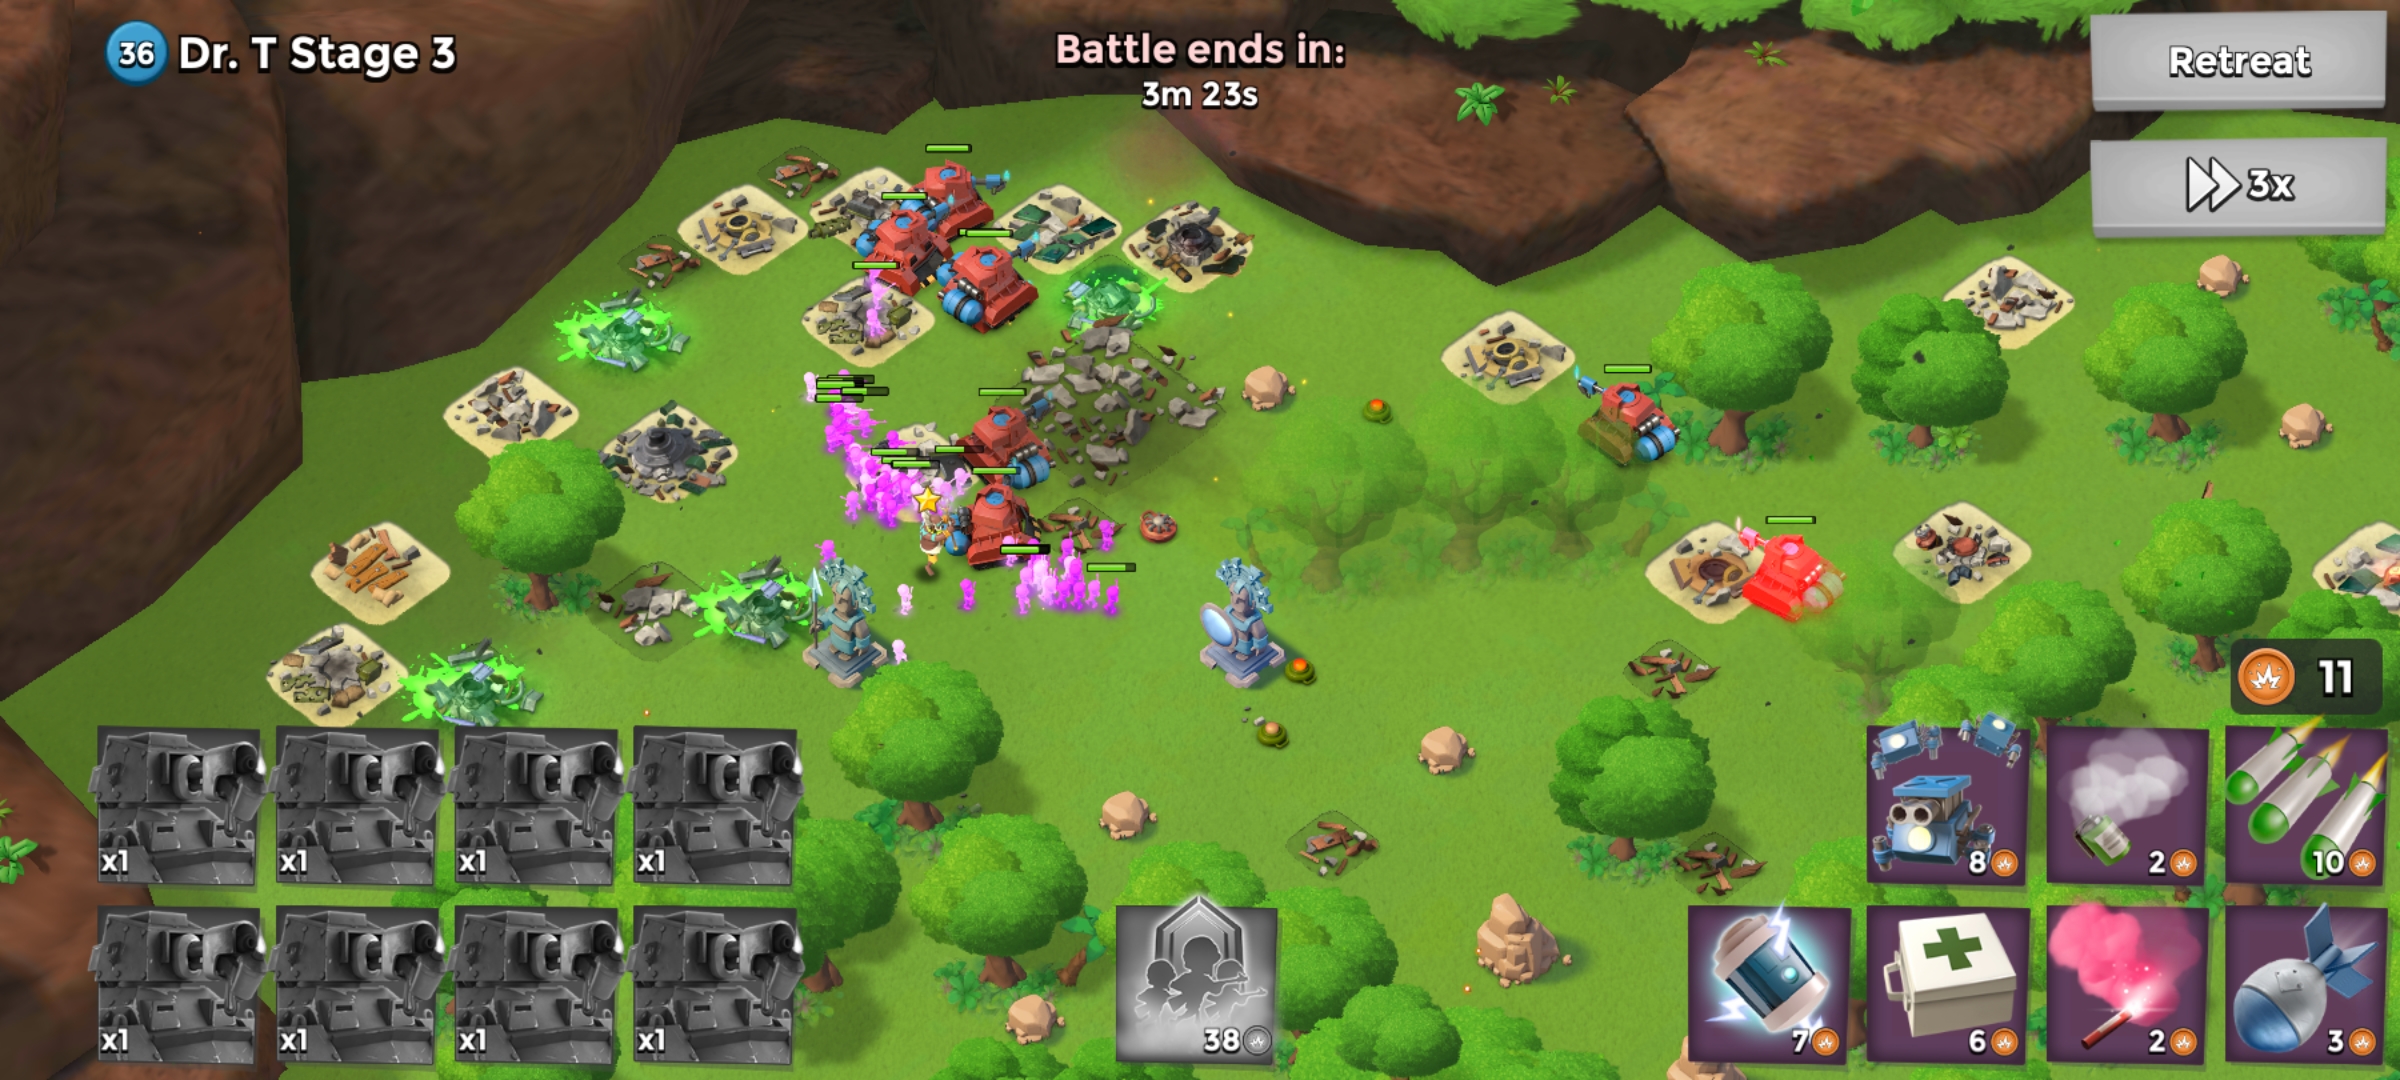 36 Dr. T Stage 3
Battle ends in:
3m 23s
Retreat
3x
11
x1 x1 x1 x1
8 2 10
x1 x1 x1 x1
38
7 6 2 3